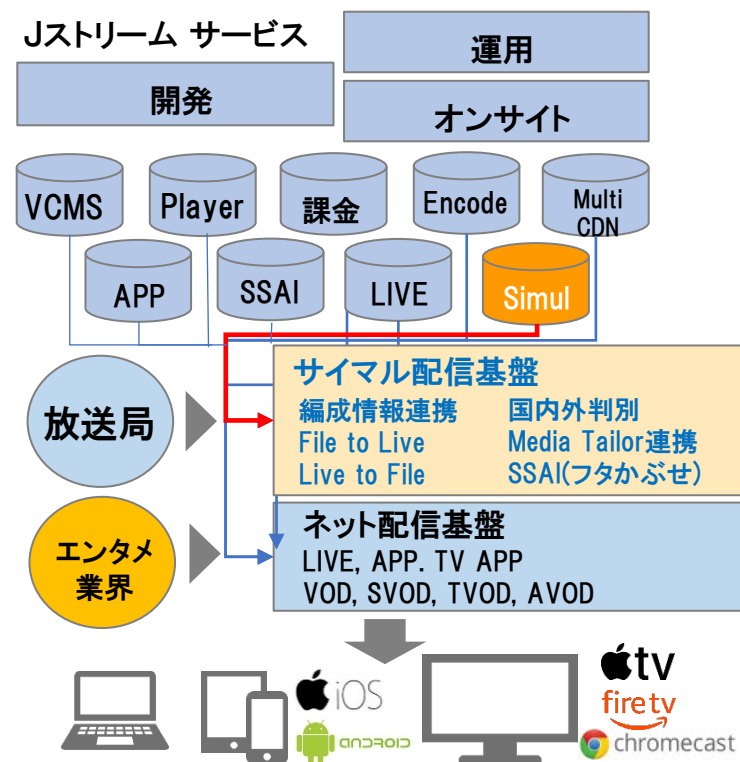 Jストリーム サービス
運用
開発
オンサイト
VCMS
Player
課金
Encode
Multi
CDN
APP
SSAI
LIVE
Simul
サイマル配信基盤
編成情報連携
国内外判別
File to Live
Media Tailor連携
Live to File
SSAI(フタかぶせ)
放送局
ネット配信基盤
LIVE, APP. TV APP
VOD, SVOD, TVOD, AVOD
エンタメ
業界
iOS
android
tv
firetv
chromecast